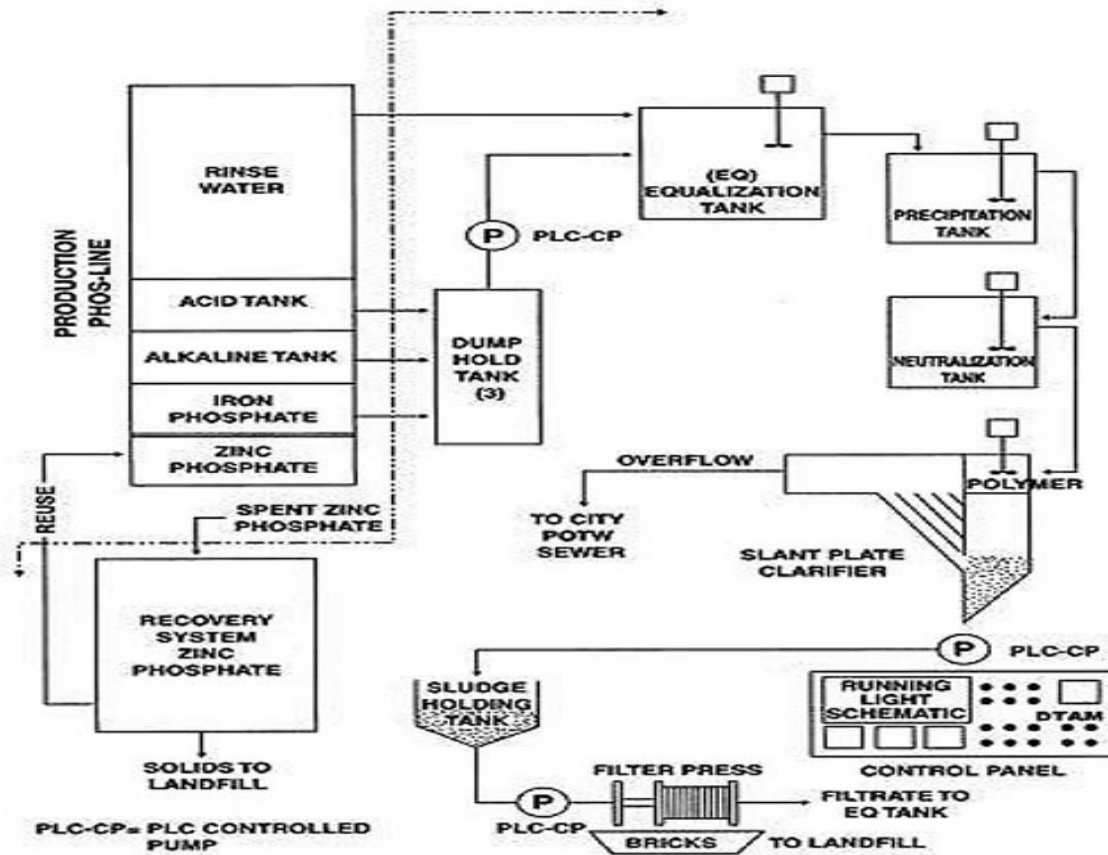 RINSE
WATER
ACID TANK
ALKALINE TANK
IRON
PHOSPHATE
ZINC
PHOSPHATE
PRODUCTION
PHOS-LINE
REUSE
SPENT ZINC
PHOSPHATE
RECOVERY
SYSTEM
ZINC
PHOSPHATE
SOLIDS TO
LANDFILL
PLC-CP= PLC CONTROLLED
PUMP
DUMP
HOLD
TANK
(3)
P
PLC-CP
(EQ)
EQUALIZATION
TANK
PRECIPITATION
TANK
NEUTRALIZATION
TANK
POLYMER
OVERFLOW
TO CITY
POTW
SEWER
SLANT PLATE
CLARIFIER
P
PLC-CP
SLUDGE
HOLDING
TANK
RUNNING
LIGHT
SCHEMATIC
DTAM
CONTROL PANEL
P
PLC-CP
FILTER PRESS
FILTRATE TO
EQ TANK
BRICKS
TO LANDFILL